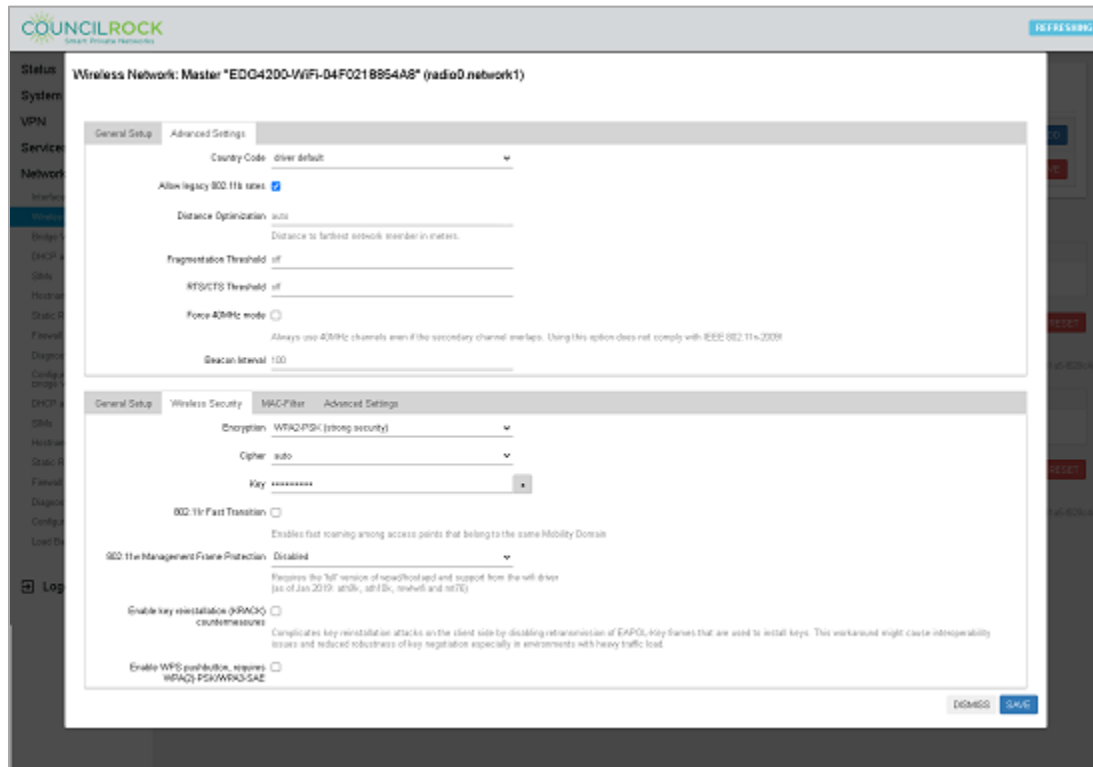 COUNCILROCK
Smart Private Networks
REFRESHING
Status
System
VPN
Services
Network
Wireless Network: Master "EDG4200-WiFi-04F0218854A8" (radio0.network1)
General Setup Advanced Settings
Country Code driver default
Allow legacy 802.11b rates
Distance Optimization auto
Distance to farthest network member in meters.
Fragmentation Threshold off
RTS/CTS Threshold off
Force 40MHz mode
Always use 40MHz channels even if the secondary channel overlaps. Using this option does not comply with IEEE 802.11n-2009!
Beacon Interval 100
General Setup Wireless Security MAC-Filter Advanced Settings
Encryption WPA2-PSK (strong security)
Cipher auto
Key ••••••••••
802.11r Fast Transition
Enables fast roaming among access points that belong to the same Mobility Domain
802.11w Management Frame Protection Disabled
Requires the 'full' version of wpad/hostapd and support from the wifi driver
(as of Jan 2019: ath9k, ath10k, mwlwifi and mt76)
Enable key reinstallation (KRACK)
countermeasures
Complicates key reinstallation attacks on the client side by disabling retransmission of EAPOL-Key frames that are used to install keys. This workaround might cause interoperability
issues and reduced robustness of key negotiation especially in environments with heavy traffic load.
Enable WPS pushbutton, requires
WPA(2)-PSK/WPA3-SAE
DISMISS SAVE
RESET
RESET